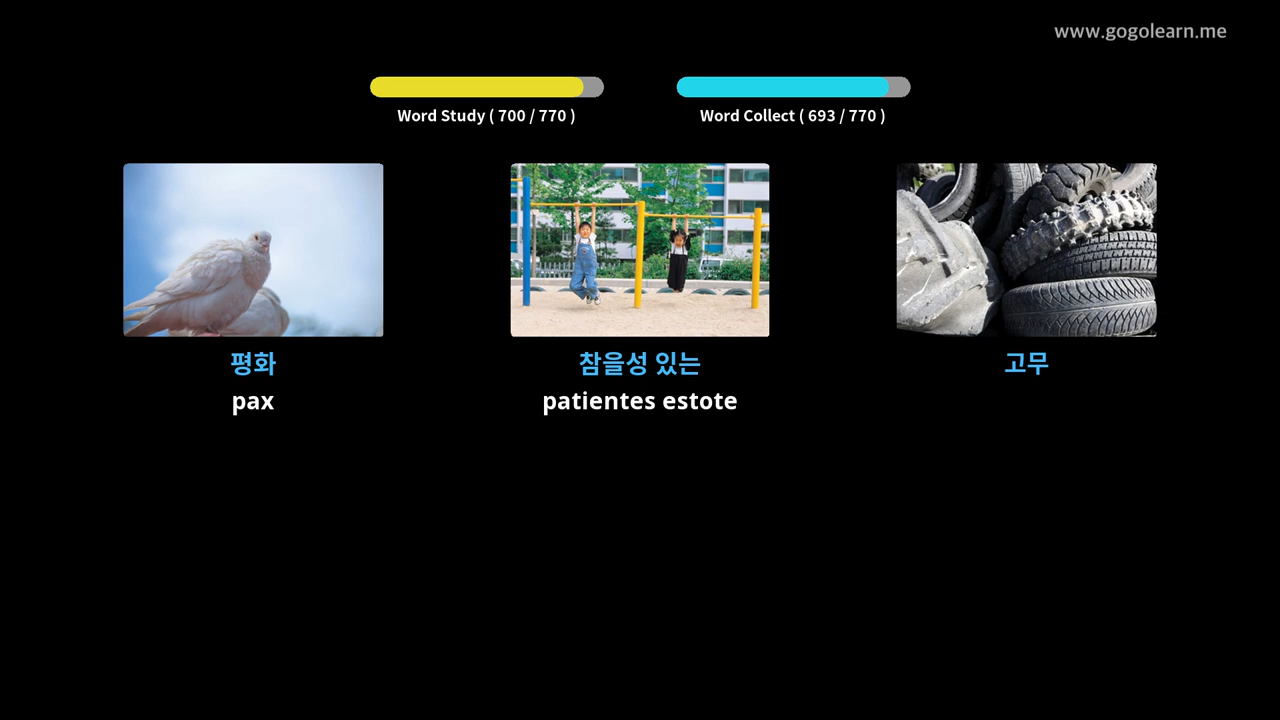 www.gogolearn.me
Word Study ( 700 / 770 )
Word Collect ( 693 / 770 )
평화
pax
참을성 있는
patientes estote
고무